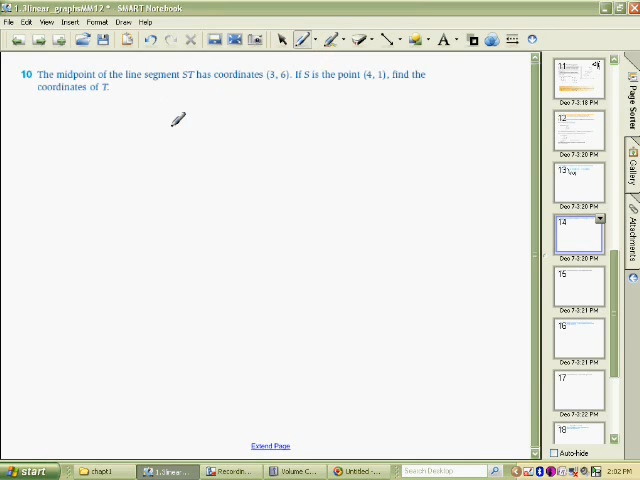 1.3linear_graphsMM12 * - SMART Notebook
File Edit View Insert Format Draw Help
A
10 The midpoint of the line segment ST has coordinates (3, 6). If S is the point (4, 1), find the
coordinates of T.
Extend Page
11
Dec 7-3:18 PM
12
Dec 7-3:20 PM
13
Dec 7-3:20 PM
14
Dec 7-3:20 PM
15
Dec 7-3:21 PM
16
Dec 7-3:21 PM
17
Dec 7-3:22 PM
18
Auto-hide
Page Sorter
Gallery
Attachments
start
chapt1
1.3linear...
Recordin...
Volume C...
Untitled -...
Search Desktop
2:02 PM